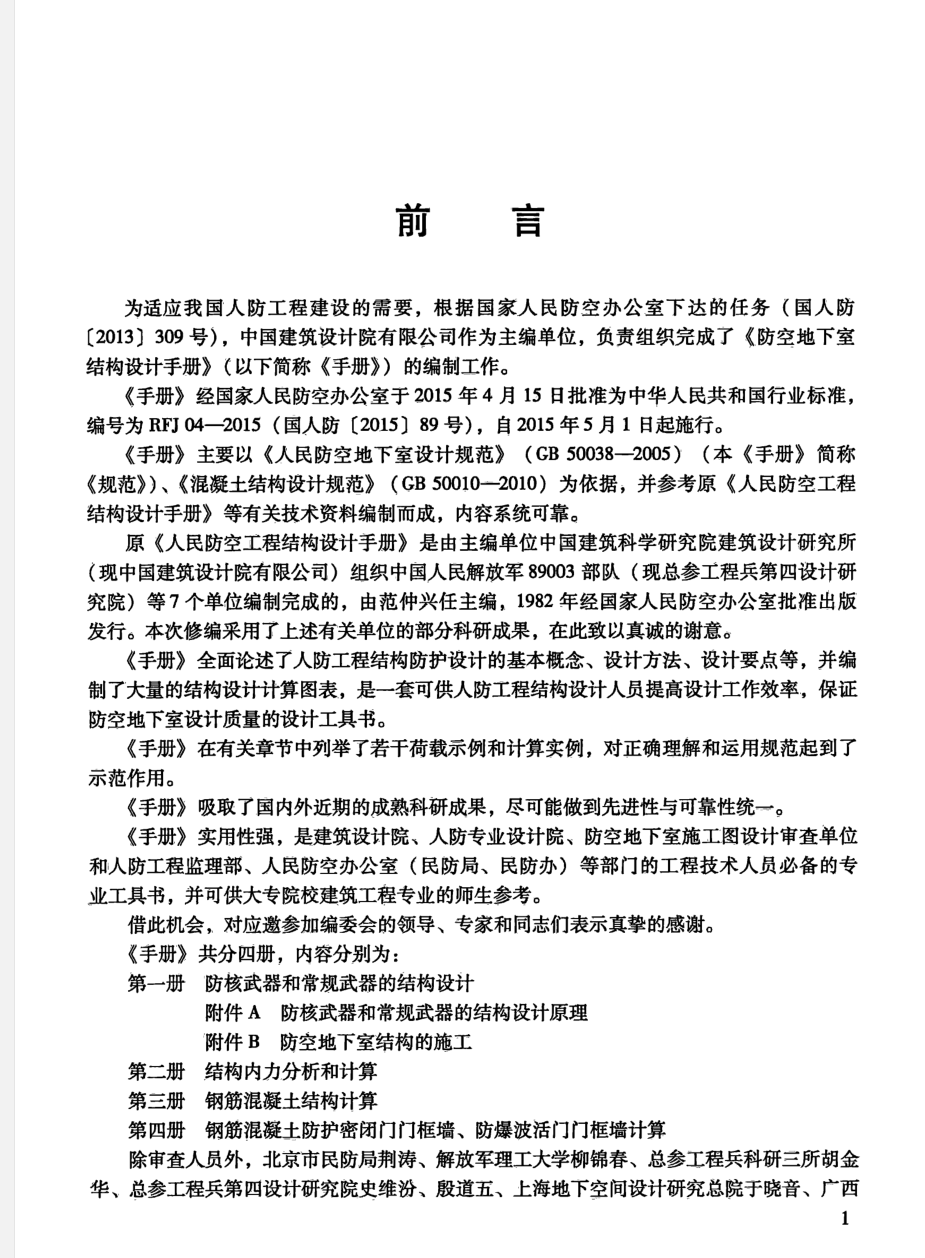 前 言
为适应我国人防工程建设的需要，根据国家人民防空办公室下达的任务（国人防
〔2013〕309 号），中国建筑设计院有限公司作为主编单位，负责组织完成了《防空地下室
结构设计手册》（以下简称《手册》）的编制工作。
《手册》经国家人民防空办公室于 2015 年 4 月 15 日批准为中华人民共和国行业标准，
编号为 RFJ 04—2015（国人防〔2015〕89 号），自 2015 年 5 月 1 日起施行。
《手册》主要以《人民防空地下室设计规范》（GB 50038—2005）（本《手册》简称
《规范》）、《混凝土结构设计规范》（GB 50010—2010）为依据，并参考原《人民防空工程
结构设计手册》等有关技术资料编制而成，内容系统可靠。
原《人民防空工程结构设计手册》是由主编单位中国建筑科学研究院建筑设计研究所
（现中国建筑设计院有限公司）组织中国人民解放军 89003 部队（现总参工程兵第四设计研
究院）等 7 个单位编制完成的，由范仲兴任主编，1982 年经国家人民防空办公室批准出版
发行。本次修编采用了上述有关单位的部分科研成果，在此致以真诚的谢意。
《手册》全面论述了人防工程结构防护设计的基本概念、设计方法、设计要点等，并编
制了大量的结构设计计算图表，是一套可供人防工程结构设计人员提高设计工作效率，保证
防空地下室设计质量的设计工具书。
《手册》在有关章节中列举了若干荷载示例和计算实例，对正确理解和运用规范起到了
示范作用。
《手册》吸取了国内外近期的成熟科研成果，尽可能做到先进性与可靠性统一。
《手册》实用性强，是建筑设计院、人防专业设计院、防空地下室施工图设计审查单位
和人防工程监理部、人民防空办公室（民防局、民防办）等部门的工程技术人员必备的专
业工具书，并可供大专院校建筑工程专业的师生参考。
借此机会，对应邀参加编委会的领导、专家和同志们表示真挚的感谢。
《手册》共分四册，内容分别为：
第一册 防核武器和常规武器的结构设计
附件 A 防核武器和常规武器的结构设计原理
附件 B 防空地下室结构的施工
第二册 结构内力分析和计算
第三册 钢筋混凝土结构计算
第四册 钢筋混凝土防护密闭门门框墙、防爆波活门门框墙计算
除审查人员外，北京市民防局荆涛、解放军理工大学柳锦春、总参工程兵科研三所胡金
华、总参工程兵第四设计研究院史维汾、殷道五、上海地下空间设计研究总院于晓音、广西
1